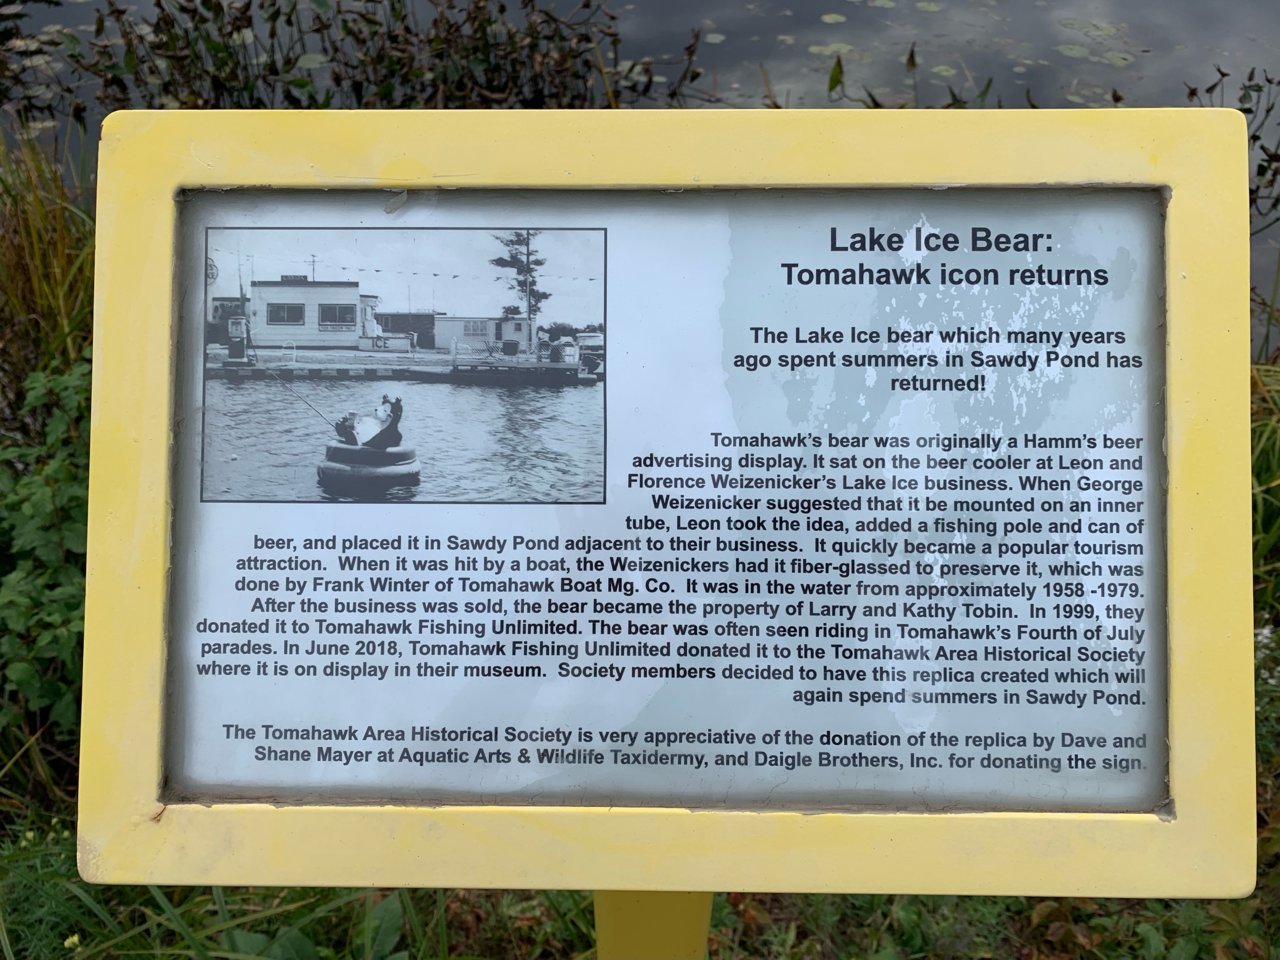 Lake Ice Bear:
Tomahawk icon returns
The Lake Ice bear which many years
ago spent summers in Sawdy Pond has
returned!
ICE
Tomahawk's bear was originally a Hamm's beer
advertising display. It sat on the beer cooler at Leon and
Florence Weizenicker's Lake Ice business. When George
Weizenicker suggested that it be mounted on an inner
tube, Leon took the idea, added a fishing pole and can of
beer, and placed it in Sawdy Pond adjacent to their business. It quickly became a popular tourism
attraction. When it was hit by a boat, the Weizenickers had it fiber-glassed to preserve it, which was
done by Frank Winter of Tomahawk Boat Mg. Co. It was in the water from approximately 1958 -1979.
After the business was sold, the bear became the property of Larry and Kathy Tobin. In 1999, they
donated it to Tomahawk Fishing Unlimited. The bear was often seen riding in Tomahawk's Fourth of July
parades. In June 2018, Tomahawk Fishing Unlimited donated it to the Tomahawk Area Historical Society
where it is on display in their museum. Society members decided to have this replica created which will
again spend summers in Sawdy Pond.
The Tomahawk Area Historical Society is very appreciative of the donation of the replica by Dave and
Shane Mayer at Aquatic Arts & Wildlife Taxidermy, and Daigle Brothers, Inc. for donating the sign.